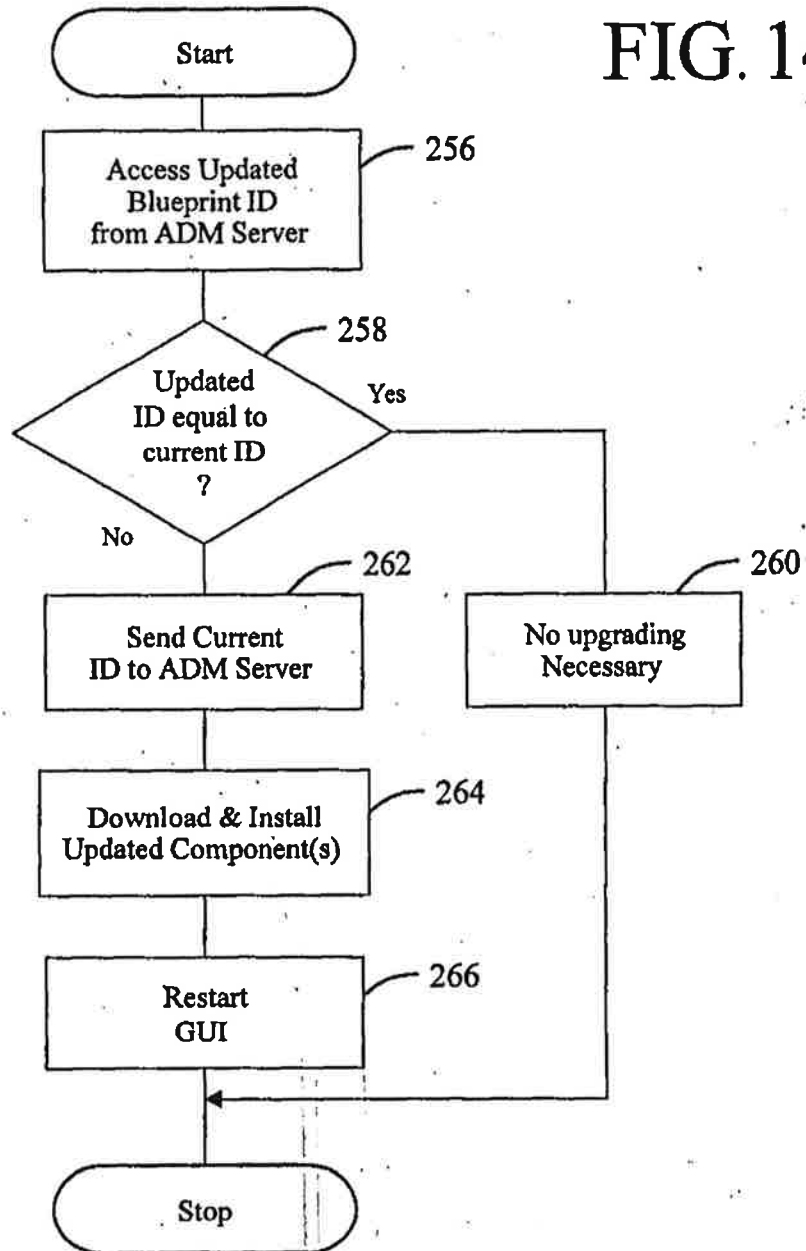 FIG. 14
Start
256
Access Updated
Blueprint ID
from ADM Server
258
Updated
ID equal to
current ID
?
Yes
No
262
Send Current
ID to ADM Server
260
No upgrading
Necessary
264
Download & Install
Updated Component(s)
266
Restart
GUI
Stop